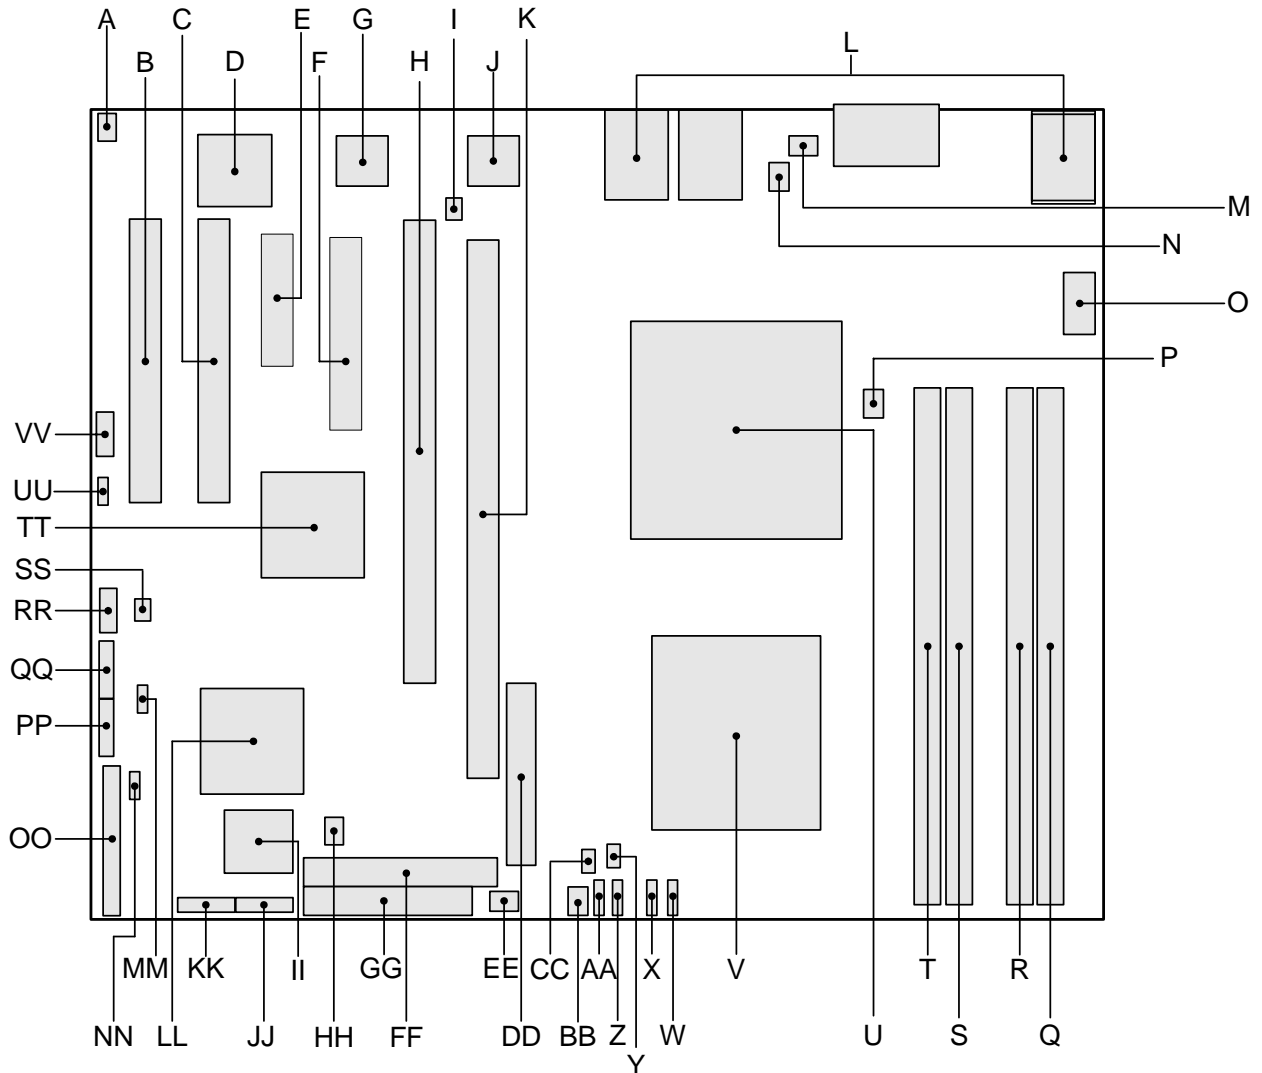 A C E G I K
L
B D F H J
M
N
O
P
VV
UU
TT
SS
RR
QQ
PP
OO
MM KK II GG EE CC AA X V T R
NN LL JJ HH FF DD BB Z W U S Q
Y